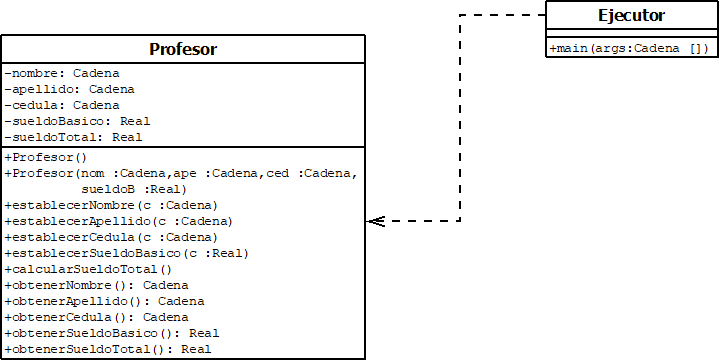 Ejecutor
+main(args:Cadena [])
Profesor
-nombre: Cadena
-apellido: Cadena
-cedula: Cadena
-sueldoBasico: Real
-sueldoTotal: Real
+Profesor()
+Profesor(nom :Cadena,ape :Cadena,ced :Cadena,
sueldoB :Real)
+establecerNombre(c :Cadena)
+establecerApellido(c :Cadena)
+establecerCedula(c :Cadena)
+establecerSueldoBasico(c :Real)
+calcularSueldoTotal()
+obtenerNombre(): Cadena
+obtenerApellido(): Cadena
+obtenerCedula(): Cadena
+obtenerSueldoBasico(): Real
+obtenerSueldoTotal(): Real